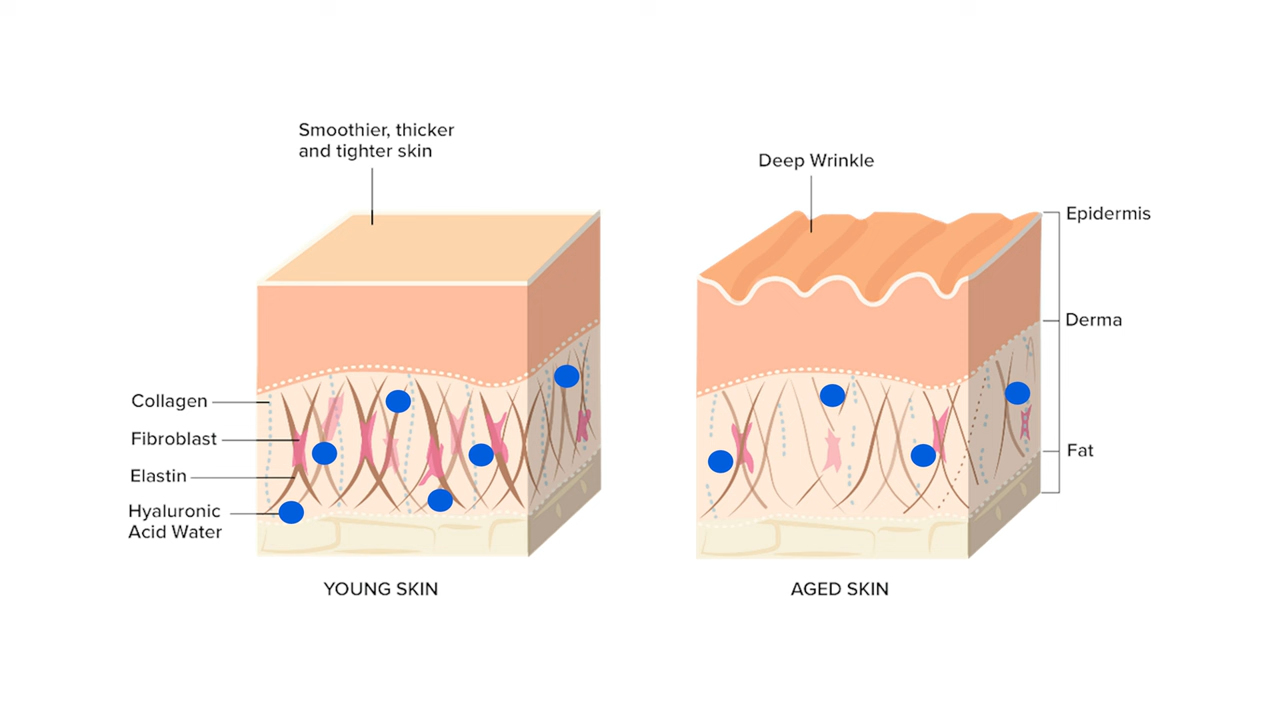 Smoothier, thicker
and tighter skin
Deep Wrinkle
Epidermis
Derma
Fat
Collagen
Fibroblast
Elastin
Hyaluronic
Acid Water
YOUNG SKIN
AGED SKIN